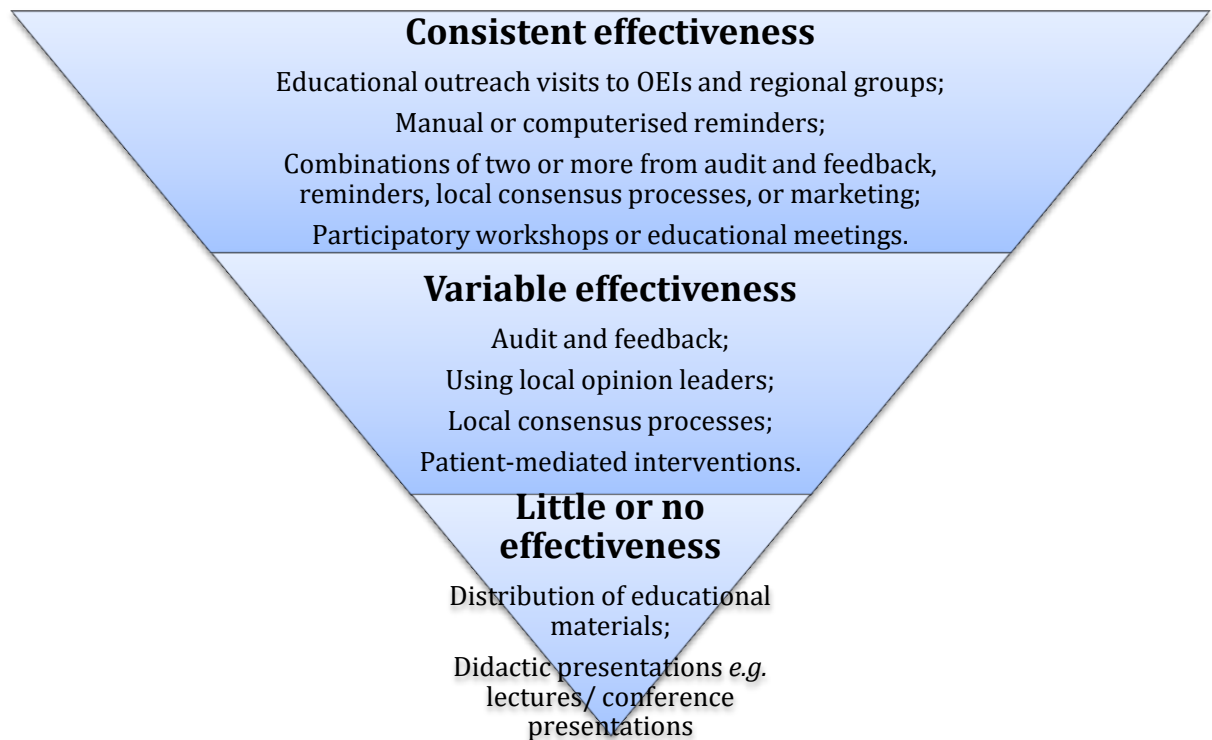 Consistent effectiveness
Educational outreach visits to OEIs and regional groups;
Manual or computerised reminders;
Combinations of two or more from audit and feedback,
reminders, local consensus processes, or marketing;
Participatory workshops or educational meetings.
Variable effectiveness
Audit and feedback;
Using local opinion leaders;
Local consensus processes;
Patient-mediated interventions.
Little or no
effectiveness
Distribution of educational
materials;
Didactic presentations e.g.
lectures/ conference
presentations